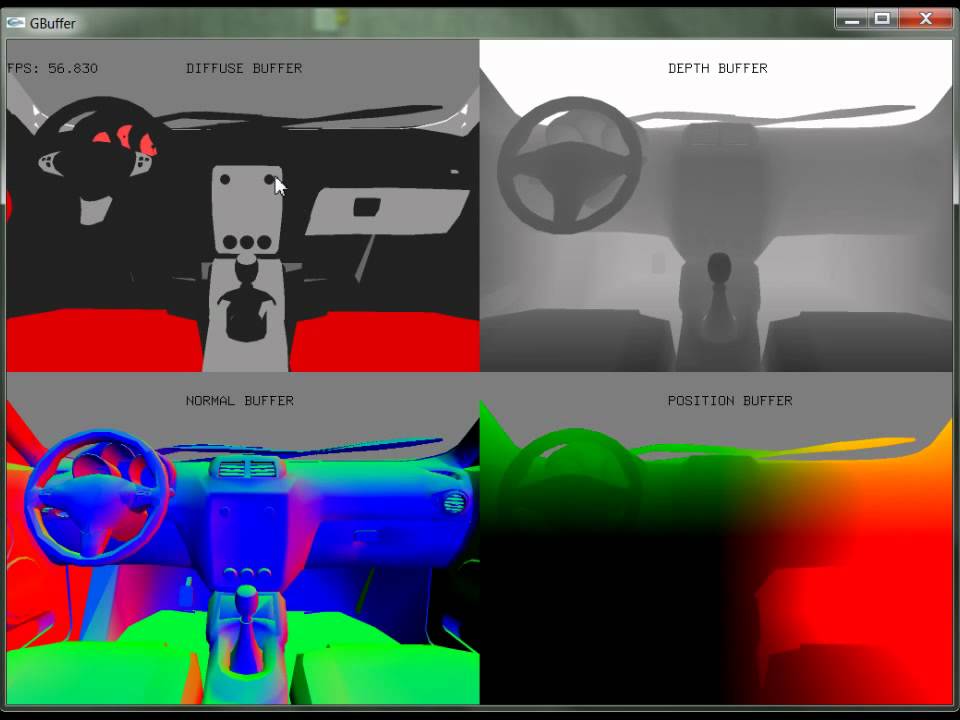 GBuffer
FPS: 56.830
DIFFUSE BUFFER
DEPTH BUFFER
NORMAL BUFFER
POSITION BUFFER